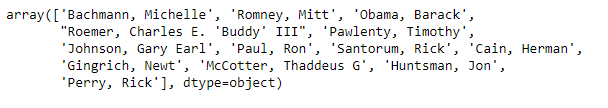 array(['Bachmann, Michelle', 'Romney, Mitt', 'Obama, Barack',
"Roemer, Charles E. 'Buddy' III", 'Pawlenty, Timothy',
'Johnson, Gary Earl', 'Paul, Ron', 'Santorum, Rick', 'Cain, Herman',
'Gingrich, Newt', 'McCotter, Thaddeus G', 'Huntsman, Jon',
'Perry, Rick'], dtype=object)